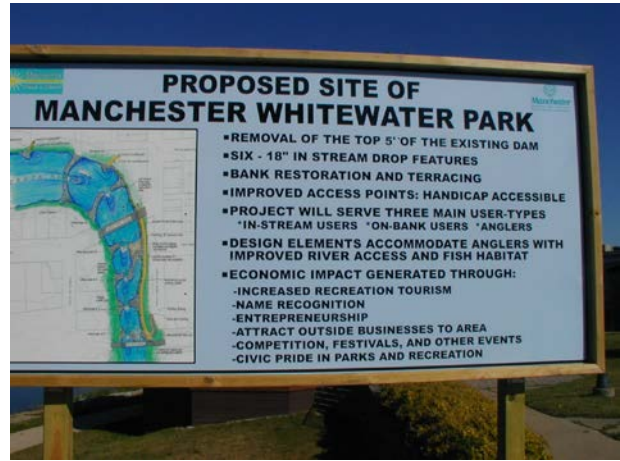 PROPOSED SITE OF
MANCHESTER WHITEWATER PARK
Manchester
▪REMOVAL OF THE TOP 5' OF THE EXISTING DAM
▪SIX - 18" IN STREAM DROP FEATURES
▪BANK RESTORATION AND TERRACING
▪IMPROVED ACCESS POINTS: HANDICAP ACCESSIBLE
▪PROJECT WILL SERVE THREE MAIN USER-TYPES
*IN-STREAM USERS *ON-BANK USERS *ANGLERS
▪DESIGN ELEMENTS ACCOMMODATE ANGLERS WITH
IMPROVED RIVER ACCESS AND FISH HABITAT
▪ECONOMIC IMPACT GENERATED THROUGH:
-INCREASED RECREATION TOURISM
-NAME RECOGNITION
-ENTREPRENEURSHIP
-ATTRACT OUTSIDE BUSINESSES TO AREA
-COMPETITION, FESTIVALS, AND OTHER EVENTS
-CIVIC PRIDE IN PARKS AND RECREATION